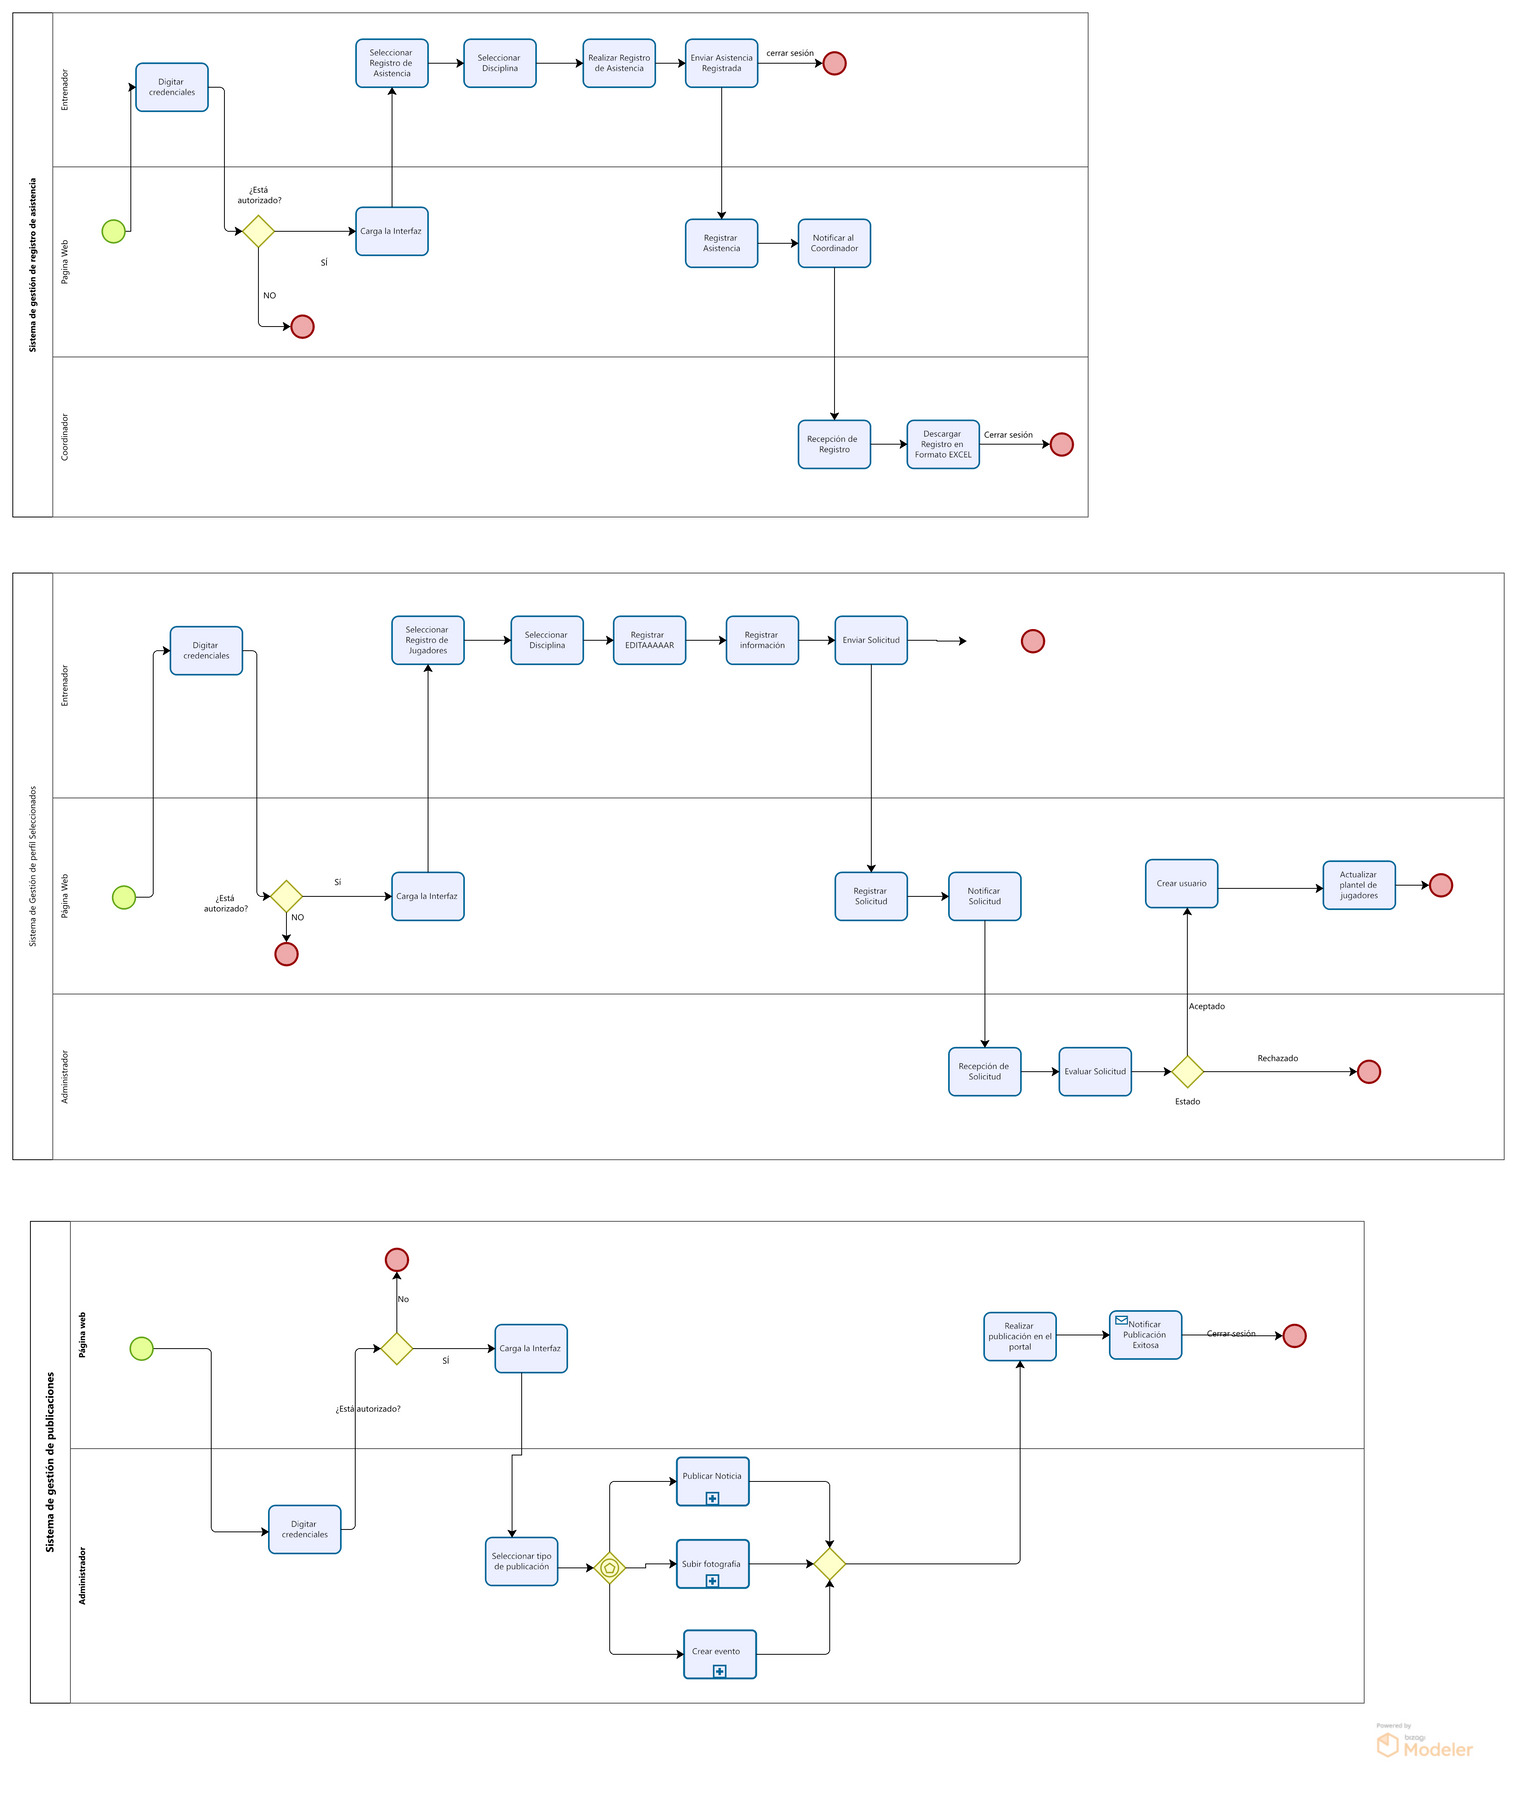 Sistema de gestión de registro de asistencia
Entrenador
Digitar
credenciales
Seleccionar
Registro de
Asistencia
Seleccionar
Disciplina
Realizar Registro
de Asistencia
Enviar Asistencia
Registrada
cerrar sesión
Pagina Web
¿Está
autorizado?
SÍ
NO
Carga la Interfaz
Registrar
Asistencia
Notificar al
Coordinador
Coordinador
Recepción de
Registro
Descargar
Registro en
Formato EXCEL
Cerrar sesión
Sistema de Gestión de perfil Seleccionados
Entrenador
Digitar
credenciales
Seleccionar
Registro de
Jugadores
Seleccionar
Disciplina
Registrar
EDITAAAAAR
Registrar
información
Enviar Solicitud
Página Web
¿Está
autorizado?
Sí
NO
Carga la Interfaz
Registrar
Solicitud
Notificar
Solicitud
Crear usuario
Actualizar
plantel de
jugadores
Administrador
Recepción de
Solicitud
Evaluar Solicitud
Aceptado
Rechazado
Estado
Sistema de gestión de publicaciones
Página web
No
SÍ
¿Está autorizado?
Carga la Interfaz
Realizar
publicación en el
portal
Notificar
Publicación
Exitosa
Cerrar sesión
Administrador
Digitar
credenciales
Seleccionar tipo
de publicación
Publicar Noticia
Subir fotografía
Crear evento
Powered by
bizagi
Modeler